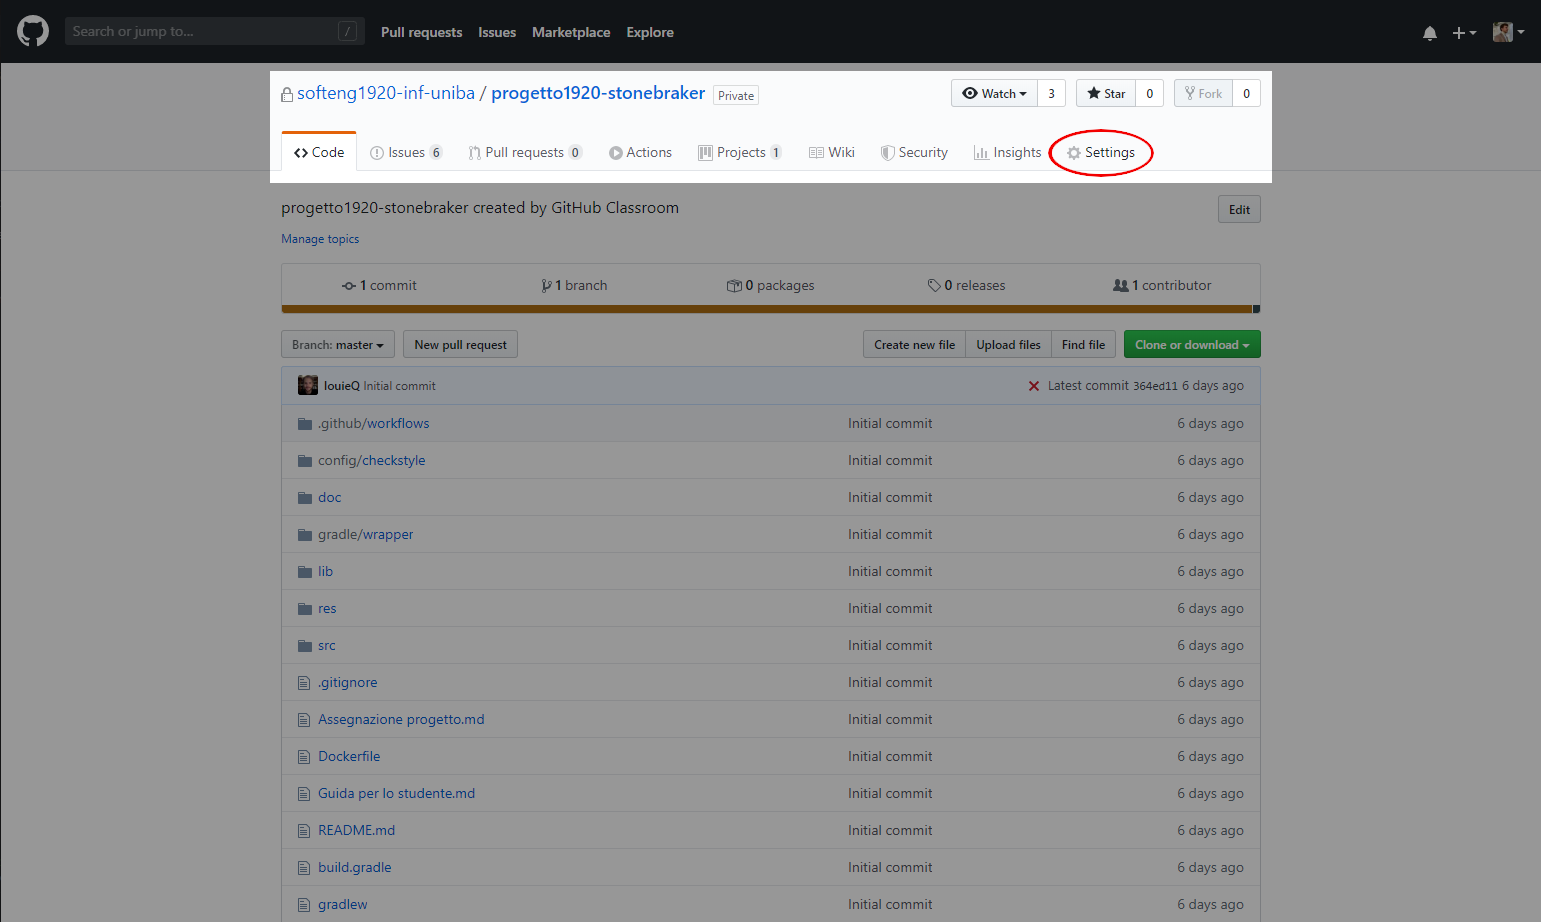 Search or jump to... / Pull requests Issues Marketplace Explore
softeng1920-inf-uniba / progetto1920-stonebraker Private Watch 3 Star 0 Fork 0
Code Issues 6 Pull requests 0 Actions Projects 1 Wiki Security Insights Settings
progetto1920-stonebraker created by GitHub Classroom Edit
Manage topics
1 commit 1 branch 0 packages 0 releases 1 contributor
Branch: master New pull request Create new file Upload files Find file Clone or download
louieQ Initial commit Latest commit 364ed11 6 days ago
.github/workflows Initial commit 6 days ago
config/checkstyle Initial commit 6 days ago
doc Initial commit 6 days ago
gradle/wrapper Initial commit 6 days ago
lib Initial commit 6 days ago
res Initial commit 6 days ago
src Initial commit 6 days ago
.gitignore Initial commit 6 days ago
Assegnazione progetto.md Initial commit 6 days ago
Dockerfile Initial commit 6 days ago
Guida per lo studente.md Initial commit 6 days ago
README.md Initial commit 6 days ago
build.gradle Initial commit 6 days ago
gradlew Initial commit 6 days ago